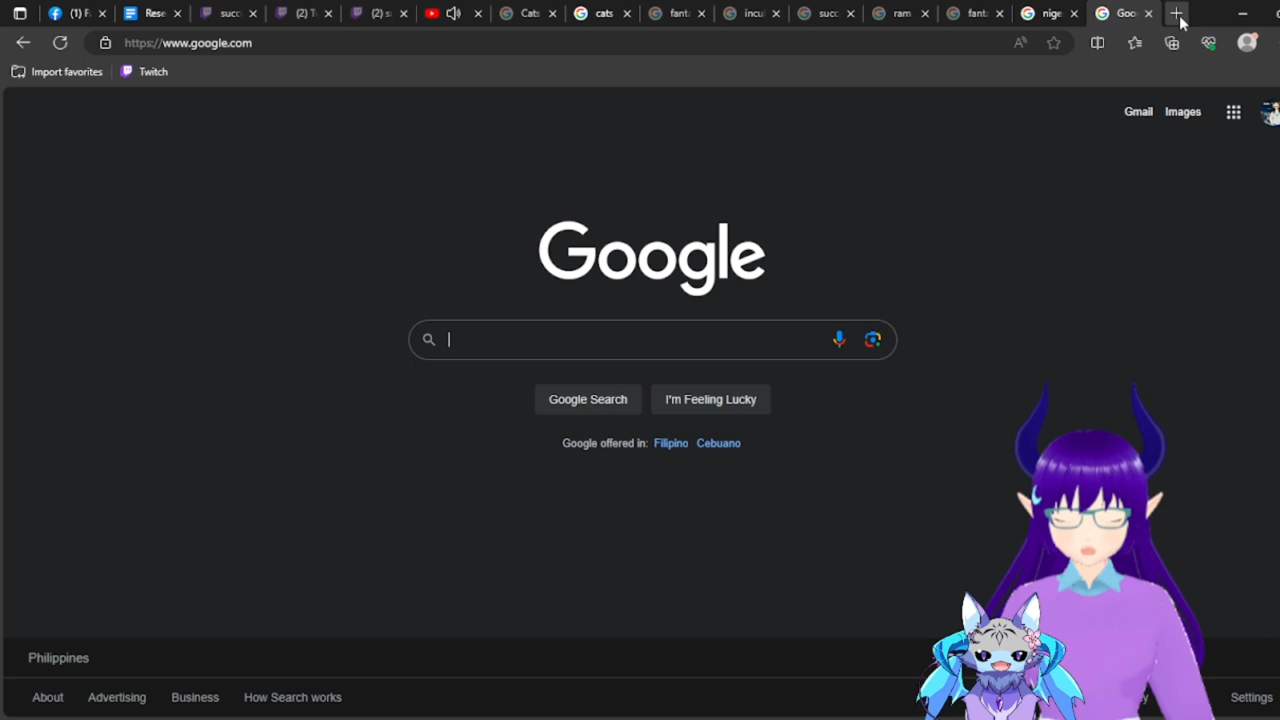 (1) F
Rese
succ
(2) T
(2) s
Cats
cats
fanta
incu
succ
ram
fanta
nige
Goo
https://www.google.com
Import favorites
Twitch
Gmail
Images
Google
Google Search
I'm Feeling Lucky
Google offered in: Filipino Cebuano
Philippines
About
Advertising
Business
How Search works
Settings